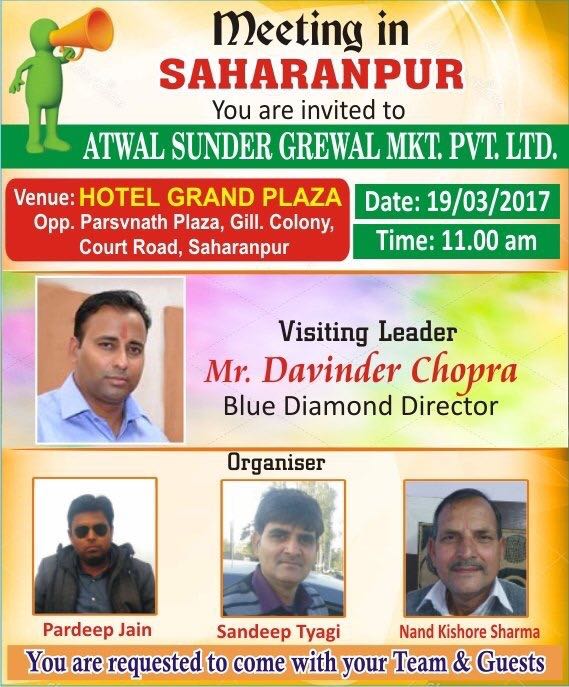 Meeting in
SAHARANPUR
You are invited to
ATWAL SUNDER GREWAL MKT. PVT. LTD.
Venue: HOTEL GRAND PLAZA
Opp. Parsvnath Plaza, Gill. Colony,
Court Road, Saharanpur
Date: 19/03/2017
Time: 11.00 am
Visiting Leader
Mr. Davinder Chopra
Blue Diamond Director
Organiser
Pardeep Jain
Sandeep Tyagi
Nand Kishore Sharma
You are requested to come with your Team & Guests